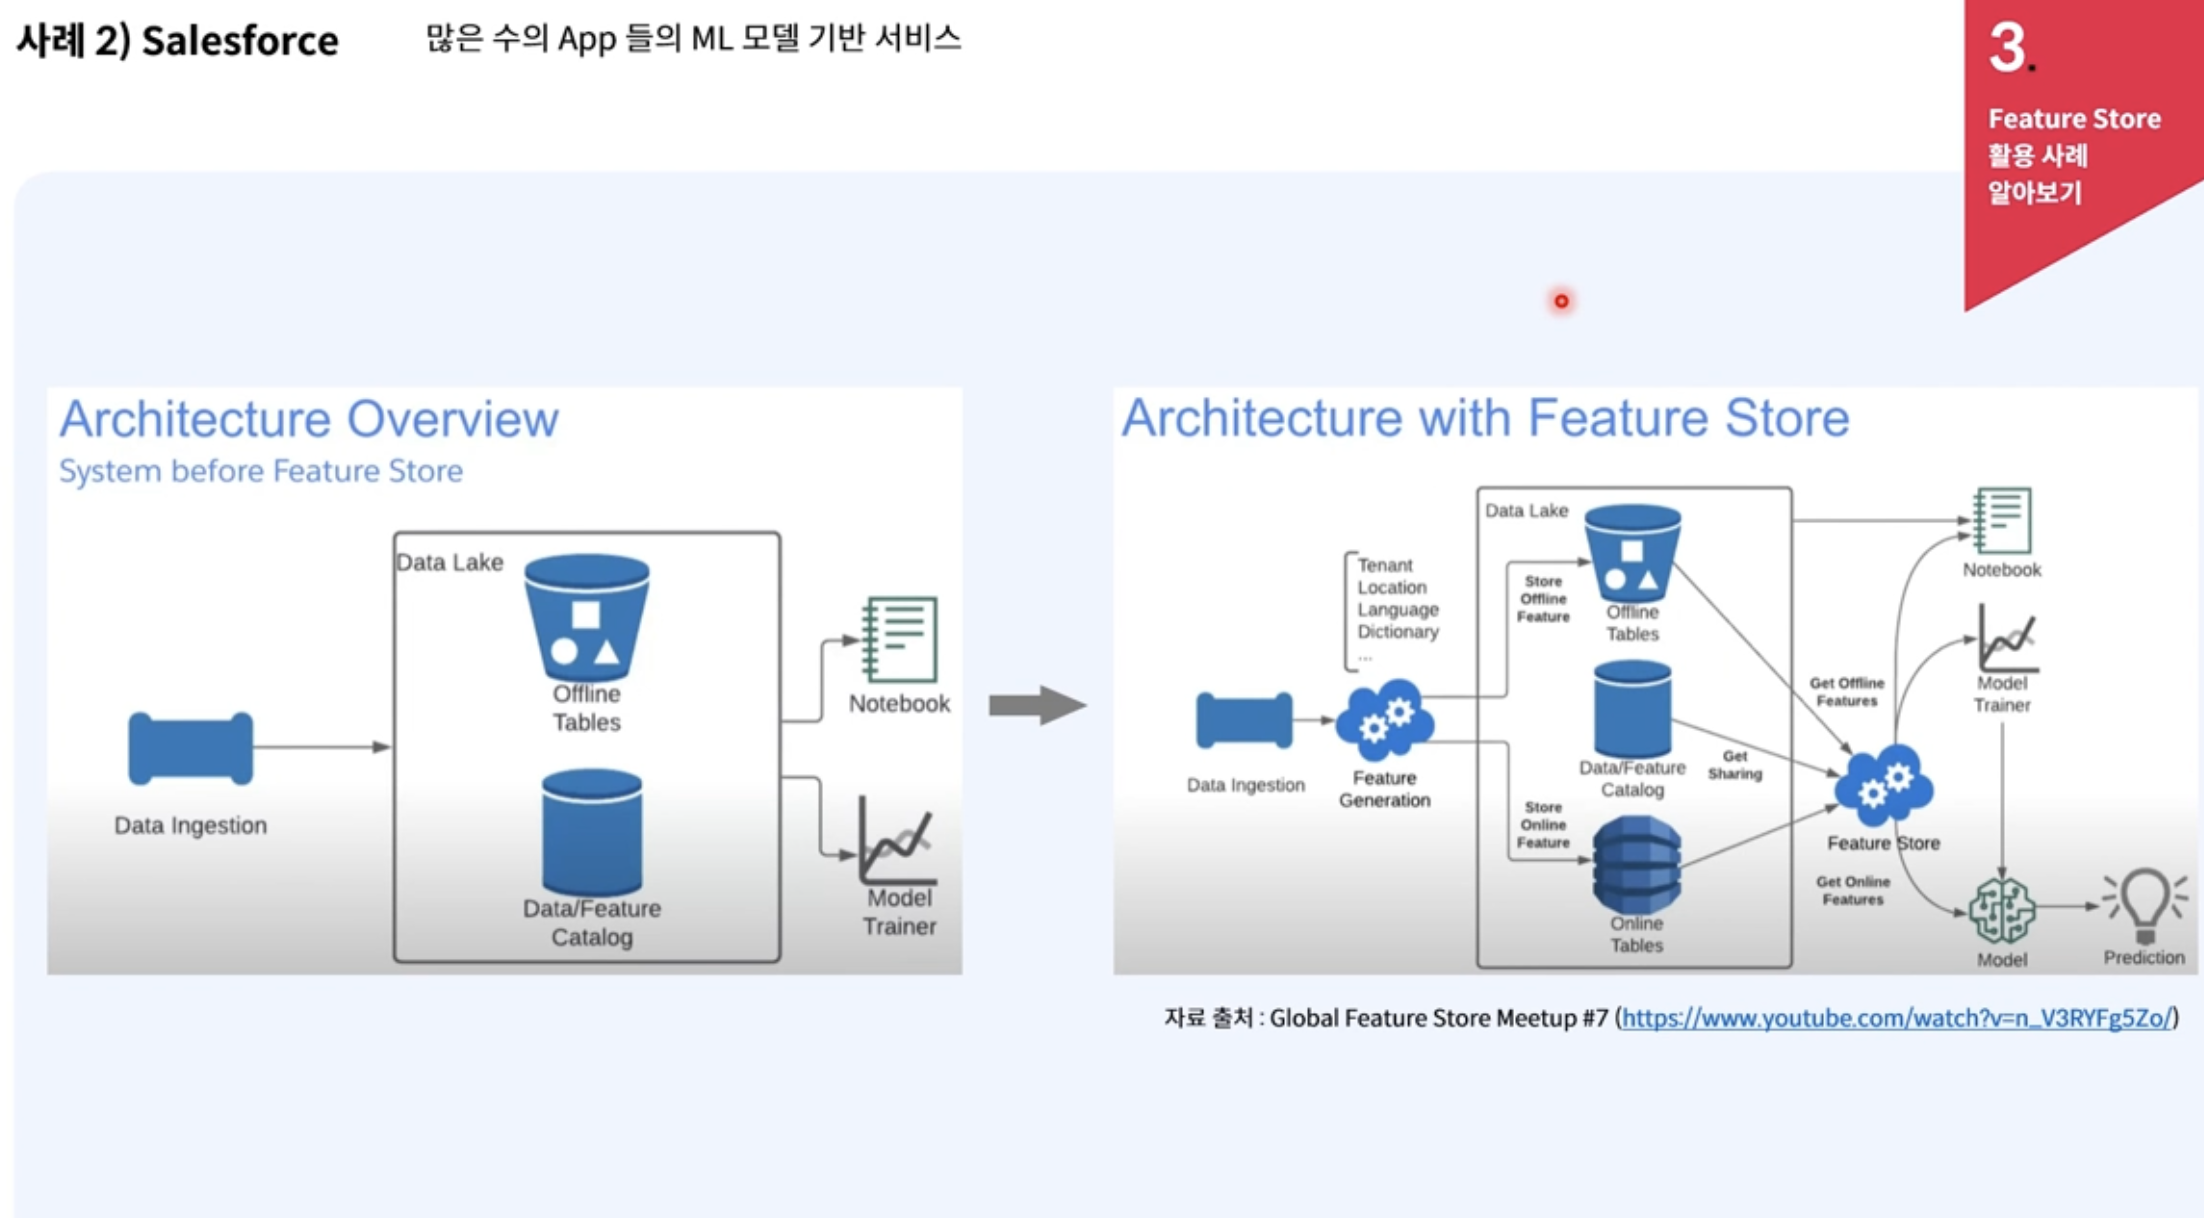 사례 2) Salesforce
많은 수의 App 들의 ML 모델 기반 서비스
3.
Feature Store
활용 사례
알아보기
Architecture Overview
System before Feature Store
Data Lake
Offline
Tables
Data/Feature
Catalog
Data Ingestion
Notebook
Model
Trainer
Architecture with Feature Store
Data Ingestion
Tenant
Location
Language
Dictionary
...
Feature
Generation
Data Lake
Store
Offline
Feature
Offline
Tables
Data/Feature
Catalog
Store
Online
Feature
Online
Tables
Get Offline
Features
Get
Sharing
Feature Store
Get Online
Features
Notebook
Model
Trainer
Model
Prediction
자료 출처 : Global Feature Store Meetup #7 (https://www.youtube.com/watch?v=n_V3RYFg5Zo/)